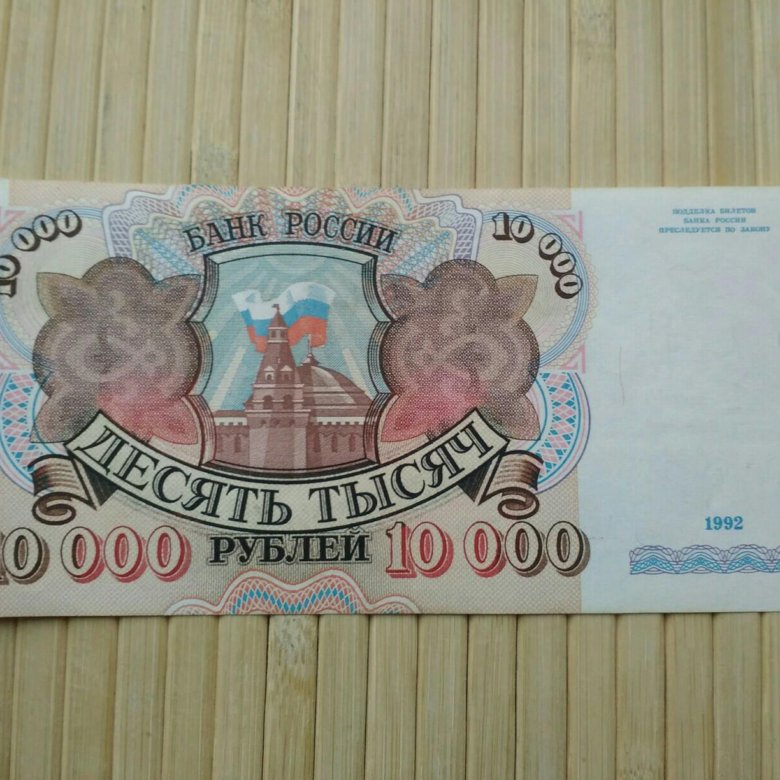 БАНК РОССИИ
10 000
10 000
ПОДДЕЛКА БИЛЕТОВ
БАНКА РОССИИ
ПРЕСЛЕДУЕТСЯ ПО ЗАКОНУ
ДЕСЯТЬ ТЫСЯЧ
10 000 РУБЛЕЙ 10 000
1992